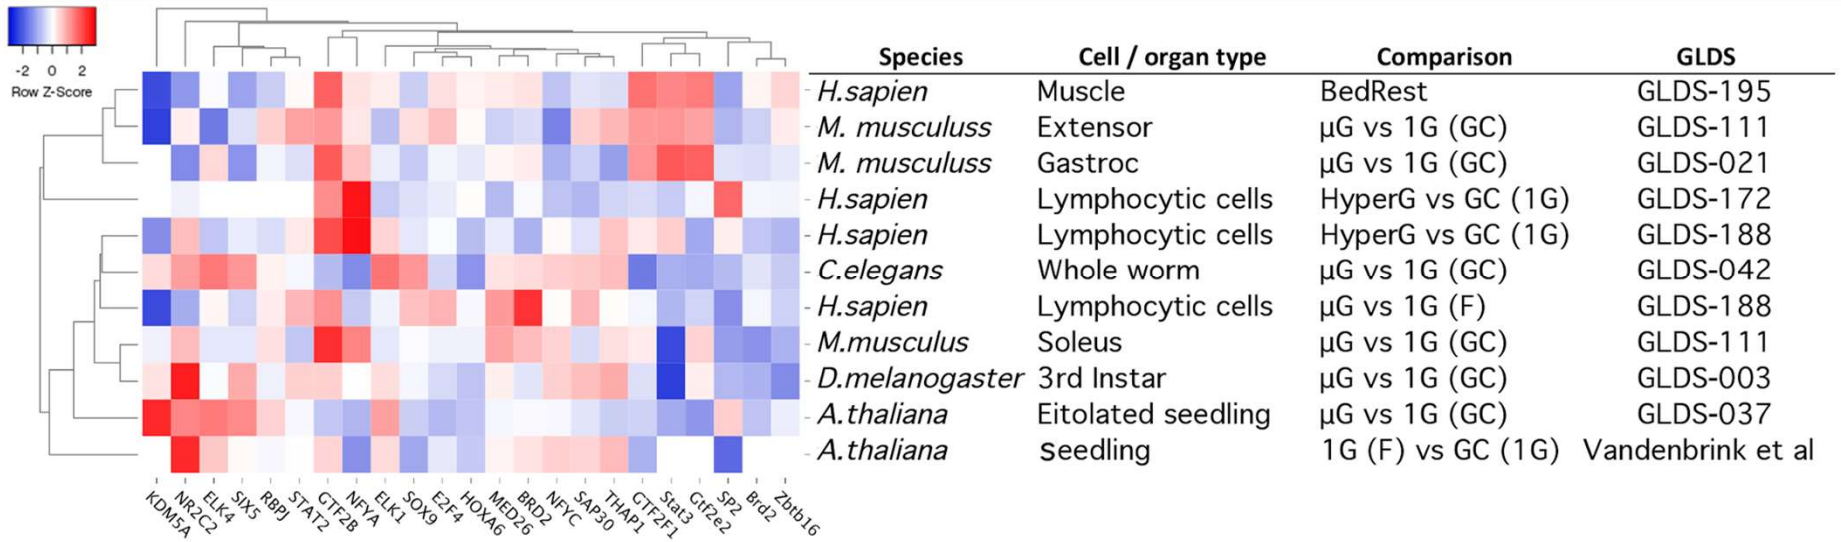 -2 0 2
Row Z-Score
Species Cell / organ type Comparison GLDS
H.sapien Muscle BedRest GLDS-195
M. musculuss Extensor µG vs 1G (GC) GLDS-111
M. musculuss Gastroc µG vs 1G (GC) GLDS-021
H.sapien Lymphocytic cells HyperG vs GC (1G) GLDS-172
H.sapien Lymphocytic cells HyperG vs GC (1G) GLDS-188
C.elegans Whole worm µG vs 1G (GC) GLDS-042
H.sapien Lymphocytic cells µG vs 1G (F) GLDS-188
M.musculus Soleus µG vs 1G (GC) GLDS-111
D.melanogaster 3rd Instar µG vs 1G (GC) GLDS-003
A.thaliana Eitolated seedling µG vs 1G (GC) GLDS-037
A.thaliana seedling 1G (F) vs GC (1G) Vandenbrink et al
KDM5A NR2C2 ELK4 SIX5 RBPJ STAT2 GTF2B NFYA ELK1 SOX9 E2F4 HOXA6 MED26 BRD2 NFYC SAP30 THAP1 GTF2F1 Stat3 Gtf2e2 SP2 Brd2 Zbtb16